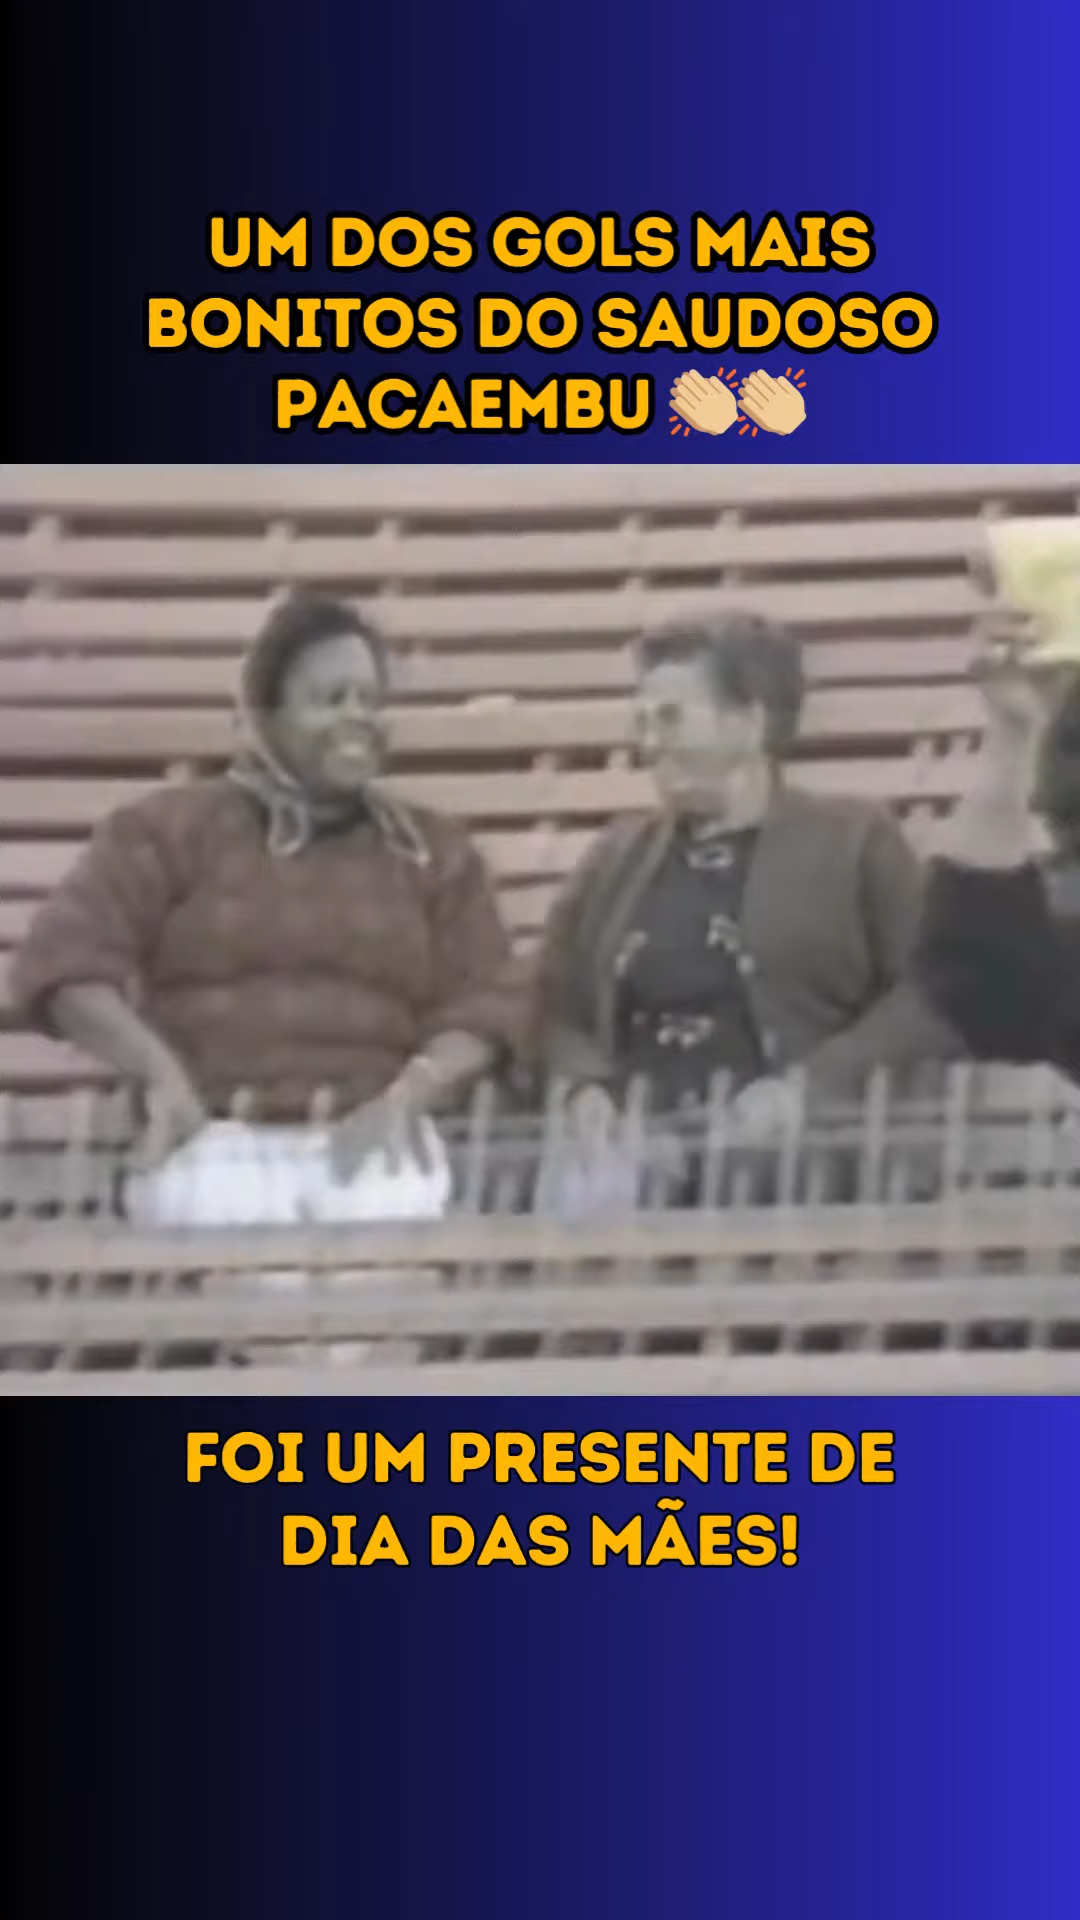 UM DOS GOLS MAIS
BONITOS DO SAUDOSO
PACAEMBU 👏🏼👏🏼
FOI UM PRESENTE DE
DIA DAS MÃES!